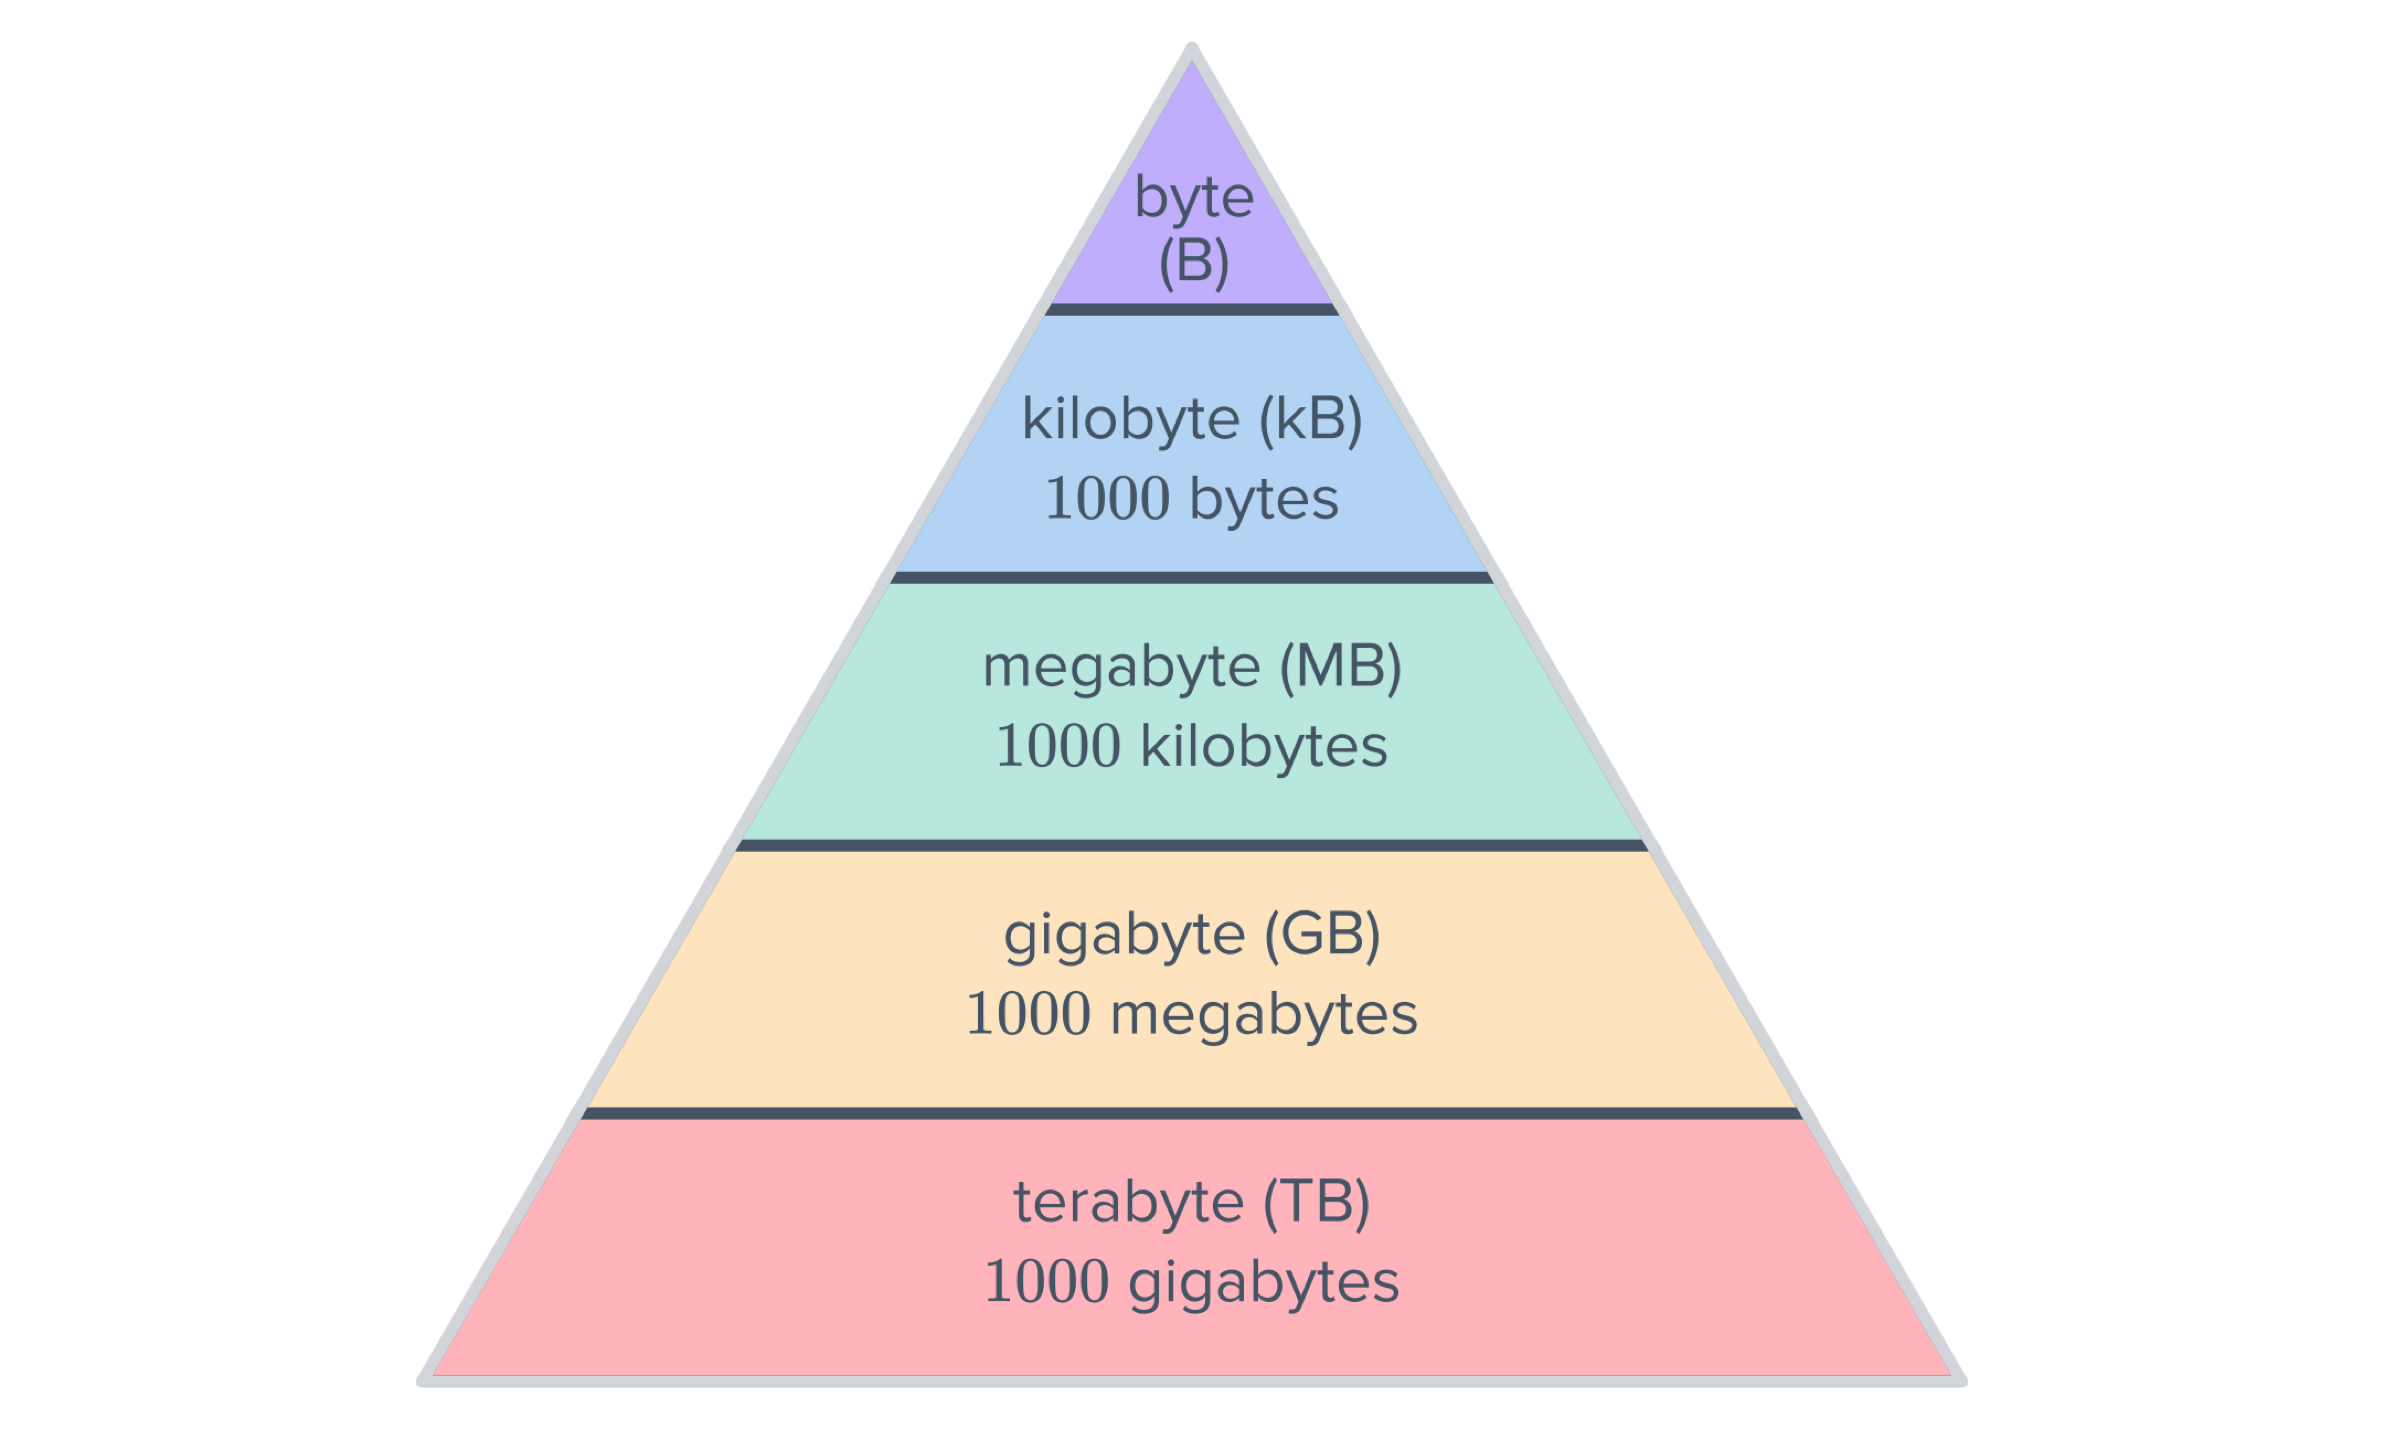 byte
(B)
kilobyte (kB)
1000 bytes
megabyte (MB)
1000 kilobytes
gigabyte (GB)
1000 megabytes
terabyte (TB)
1000 gigabytes